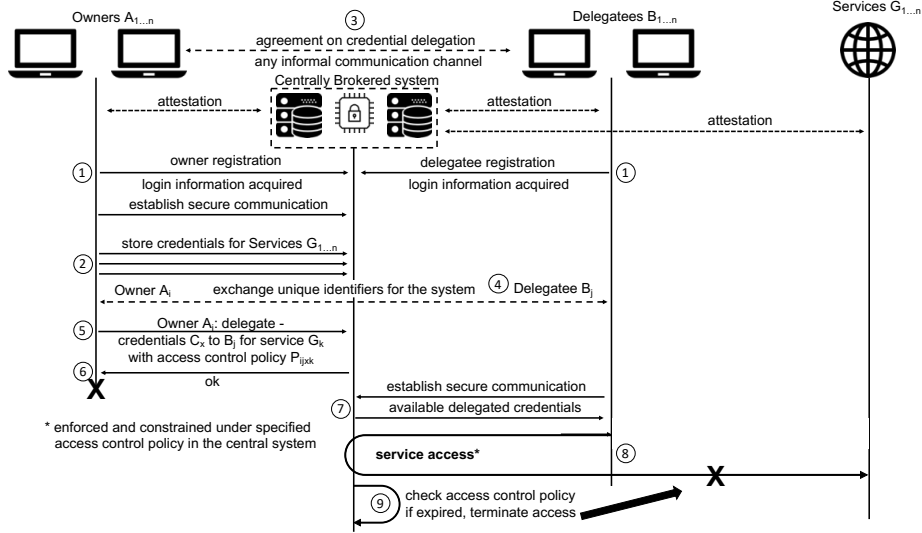 Owners A1...n
③
Delegatees B1...n
Services G1...n
agreement on credential delegation
any informal communication channel
Centrally Brokered system
attestation
attestation
attestation
① owner registration
login information acquired
delegatee registration ①
login information acquired
establish secure communication
store credentials for Services G1...n
②
Owner Ai exchange unique identifiers for the system ④ Delegatee Bj
⑤ Owner Ai: delegate -
credentials Cx to Bj for service Gk
with access control policy Pijxk
⑥ ok
X
establish secure communication
⑦ available delegated credentials
* enforced and constrained under specified
access control policy in the central system
service access* ⑧
X
⑨ check access control policy
if expired, terminate access